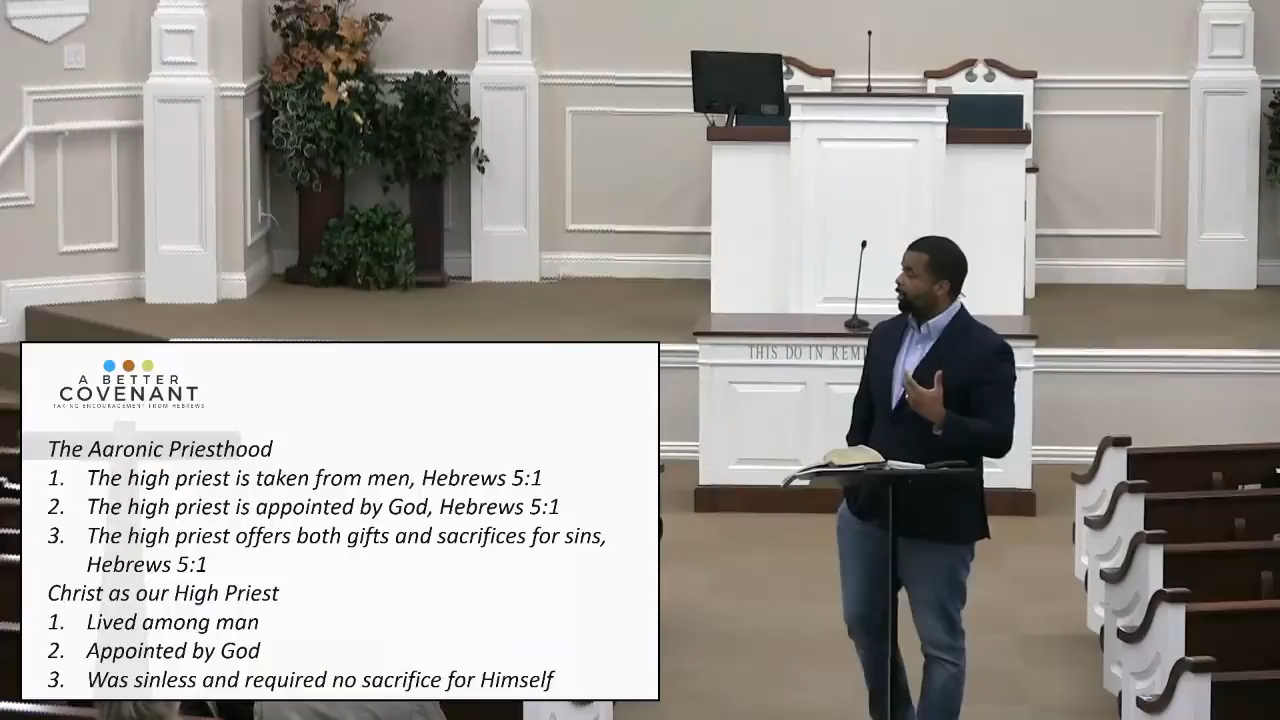 A BETTER
COVENANT
TAKING ENCOURAGEMENT FROM HEBREWS
The Aaronic Priesthood
1. The high priest is taken from men, Hebrews 5:1
2. The high priest is appointed by God, Hebrews 5:1
3. The high priest offers both gifts and sacrifices for sins,
Hebrews 5:1
Christ as our High Priest
1. Lived among man
2. Appointed by God
3. Was sinless and required no sacrifice for Himself
THIS DO IN REM